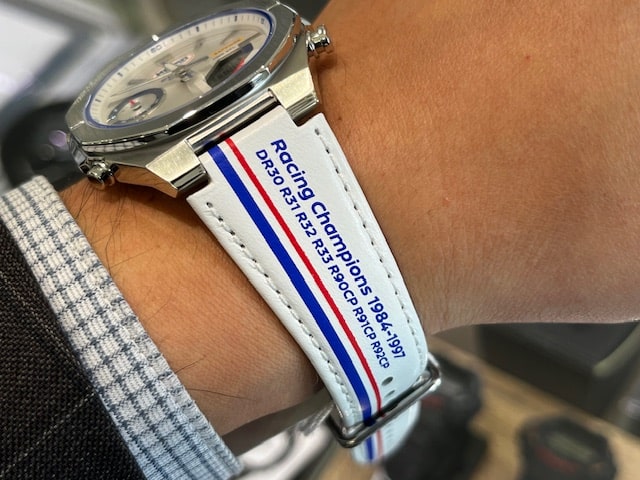 Racing Champions 1984-1997
DR30 R31 R32 R33 R90CP R91CP R92CP